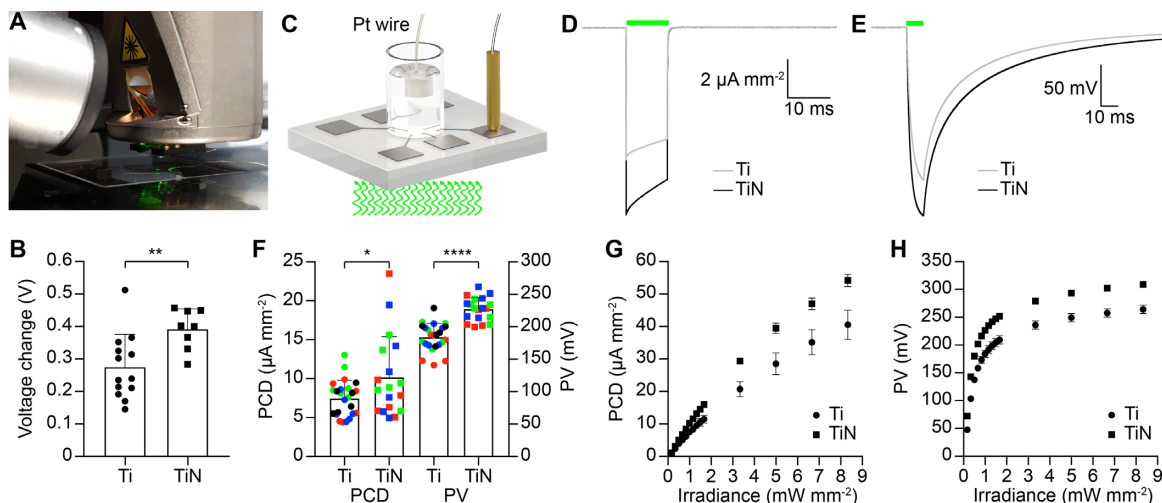 A
C
Pt wire
D
2 µA mm-2
10 ms
Ti
TiN
E
50 mV
10 ms
Ti
TiN
B
**
Voltage change (V)
0.6
0.5
0.4
0.3
0.2
0.1
0
Ti
TiN
F
*
****
PCD (µA mm-2)
25
20
15
10
5
0
300
250
200
150
100
50
0
PV (mV)
Ti
TiN
Ti
TiN
PCD
PV
G
PCD (µA mm-2)
60
50
40
30
20
10
0
Ti
TiN
0 1 2 3 4 5 6 7 8 9
Irradiance (mW mm-2)
H
PV (mV)
350
300
250
200
150
100
50
0
Ti
TiN
0 1 2 3 4 5 6 7 8 9
Irradiance (mW mm-2)